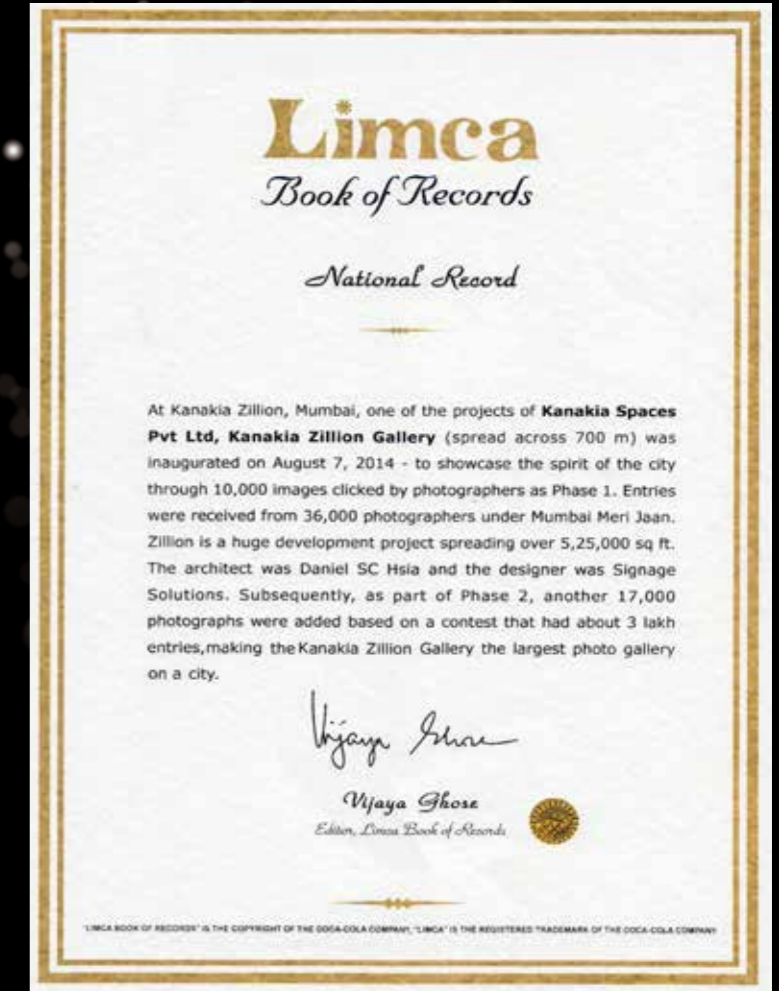 Limca
Book of Records
National Record
At Kanakia Zillion, Mumbai, one of the projects of Kanakia Spaces
Pvt Ltd, Kanakia Zillion Gallery (spread across 700 m) was
inaugurated on August 7, 2014 - to showcase the spirit of the city
through 10,000 images clicked by photographers as Phase 1. Entries
were received from 36,000 photographers under Mumbai Meri Jaan.
Zillion is a huge development project spreading over 5,25,000 sq ft.
The architect was Daniel SC Hsia and the designer was Signage
Solutions. Subsequently, as part of Phase 2, another 17,000
photographs were added based on a contest that had about 3 lakh
entries,making the Kanakia Zillion Gallery the largest photo gallery
on a city.
Vijaya Ghose
Vijaya Ghose
Editor, Limca Book of Records
"LIMCA BOOK OF RECORDS" IS THE COPYRIGHT OF THE COCA-COLA COMPANY, "LIMCA" IS THE REGISTERED TRADEMARK OF THE COCA-COLA COMPANY